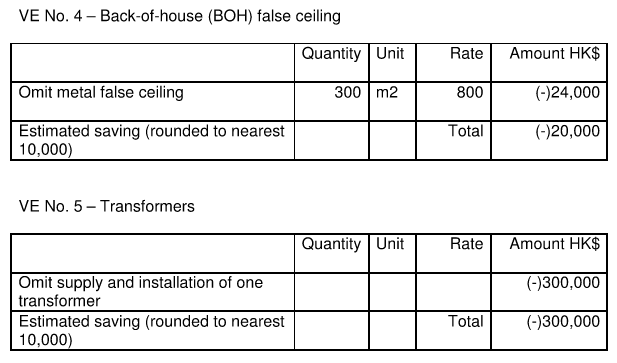 VE No. 4 – Back-of-house (BOH) false ceiling
Quantity Unit Rate Amount HK$
Omit metal false ceiling 300 m2 800 (-)24,000
Estimated saving (rounded to nearest Total (-)20,000
10,000)
VE No. 5 – Transformers
Quantity Unit Rate Amount HK$
Omit supply and installation of one (-)300,000
transformer
Estimated saving (rounded to nearest Total (-)300,000
10,000)